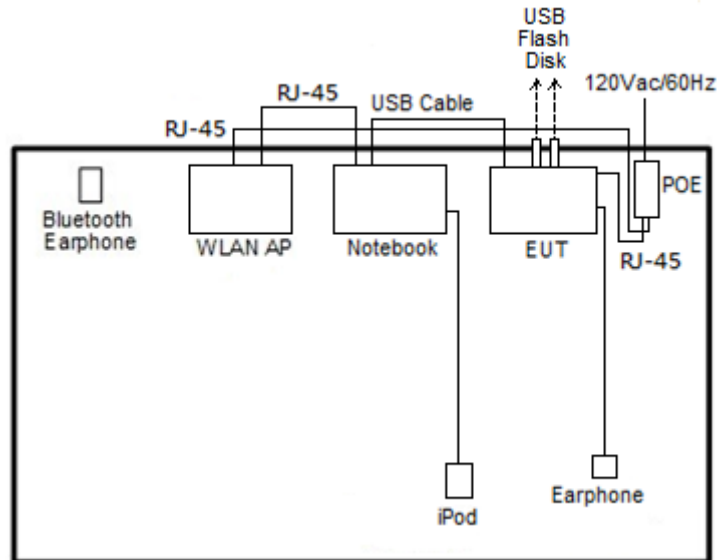 USB
Flash
Disk
120Vac/60Hz
RJ-45
USB Cable
RJ-45
POE
Bluetooth
Earphone
WLAN AP
Notebook
EUT
RJ-45
iPod
Earphone